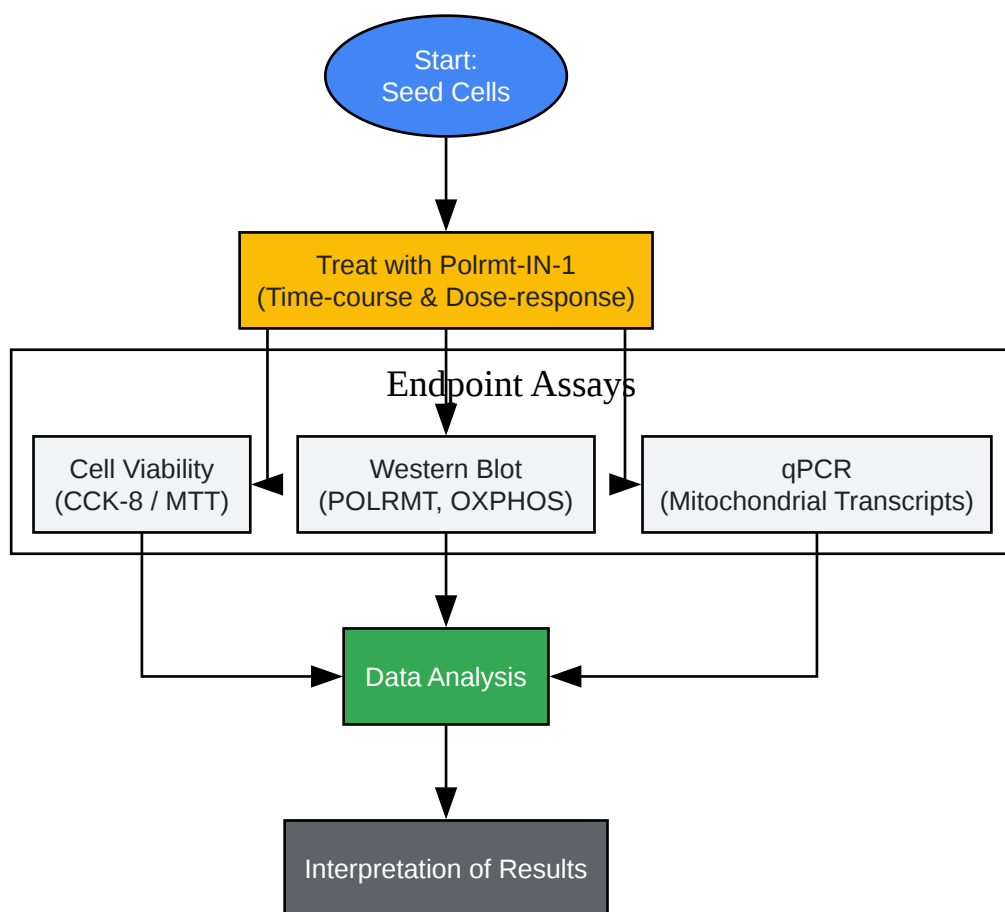 Start:
Seed Cells
Treat with Polrmt-IN-1
(Time-course & Dose-response)
Endpoint Assays
Cell Viability
(CCK-8 / MTT)
Western Blot
(POLRMT, OXPHOS)
qPCR
(Mitochondrial Transcripts)
Data Analysis
Interpretation of Results